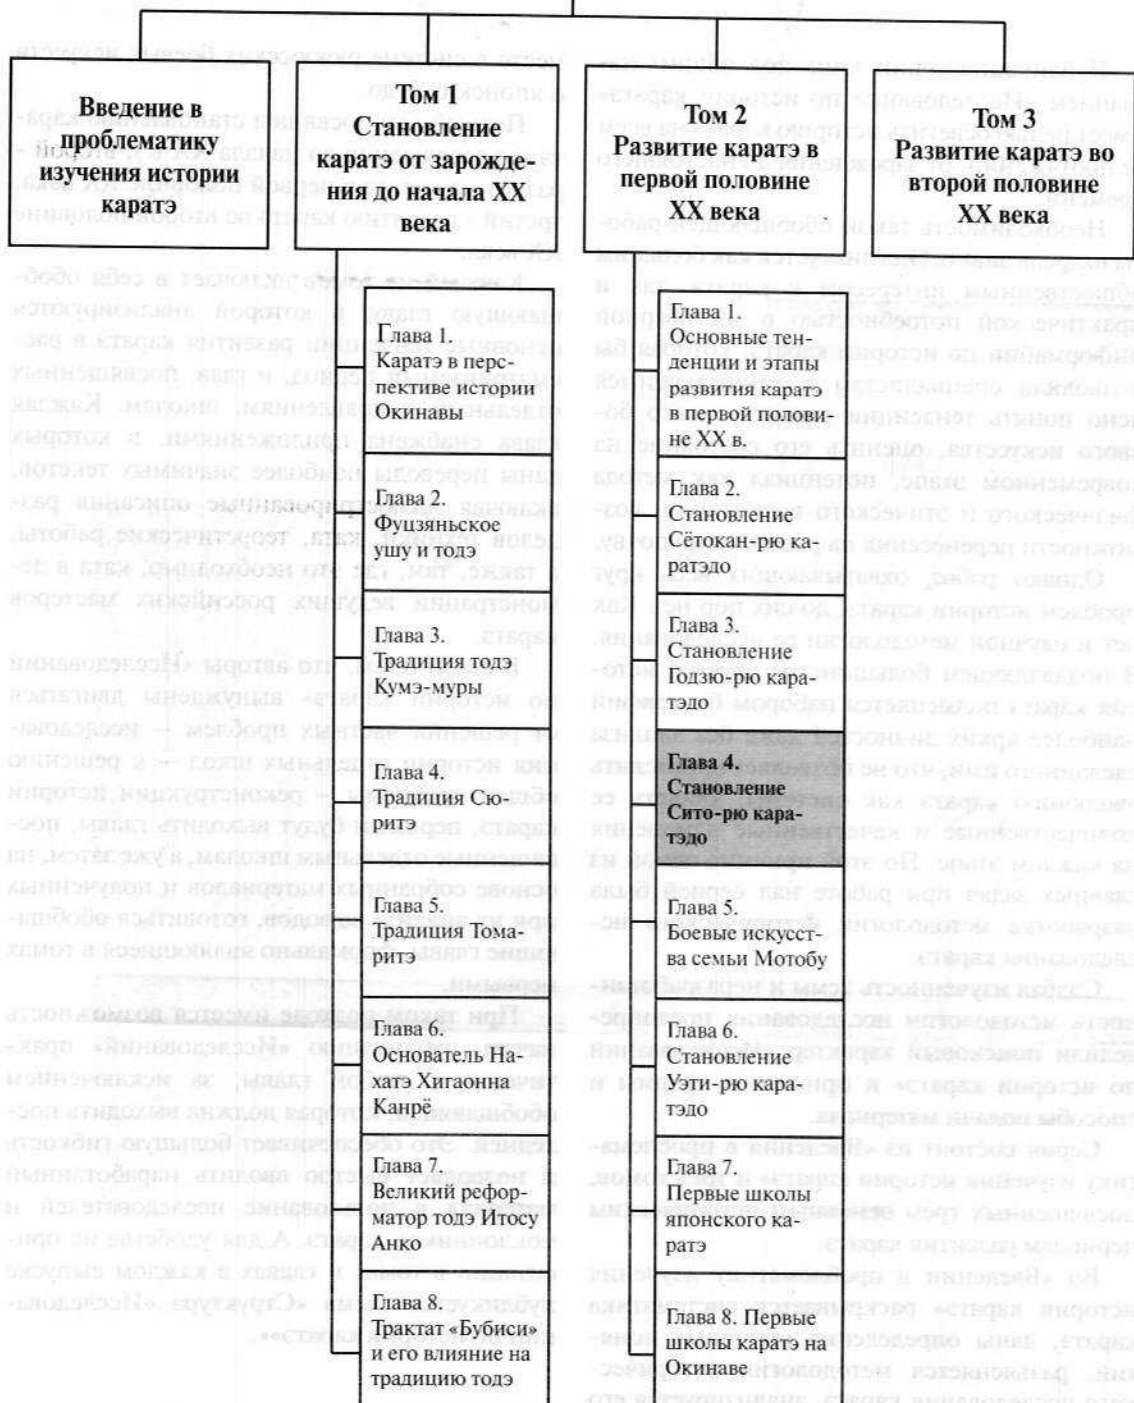 Введение в
проблематику
изучения истории
каратэ
Том 1
Становление
каратэ от зарожде-
ния до начала XX
века
Том 2
Развитие каратэ в
первой половине
XX века
Том 3
Развитие каратэ во
второй половине
XX века
Глава 1.
Каратэ в перс-
пективе истории
Окинавы
Глава 2.
Фуцзяньское
ушу и тодэ
Глава 3.
Традиция тодэ
Кумэ-муры
Глава 4.
Традиция Сю-
ритэ
Глава 5.
Традиция Тома-
ритэ
Глава 6.
Основатель На-
хатэ Хигаонна
Канрё
Глава 7.
Великий рефор-
матор тодэ Итосу
Анко
Глава 8.
Трактат «Бубиси»
и его влияние на
традицию тодэ
Глава 1.
Основные тен-
денции и этапы
развития каратэ
в первой полови-
не XX в.
Глава 2.
Становление
Сётокан-рю ка-
ратэдо
Глава 3.
Становление
Годзю-рю кара-
тэдо
Глава 4.
Становление
Сито-рю кара-
тэдо
Глава 5.
Боевые искусст-
ва семьи Мотобу
Глава 6.
Становление
Уэти-рю кара-
тэдо
Глава 7.
Первые школы
японского ка-
ратэ
Глава 8. Первые
школы каратэ на
Окинаве